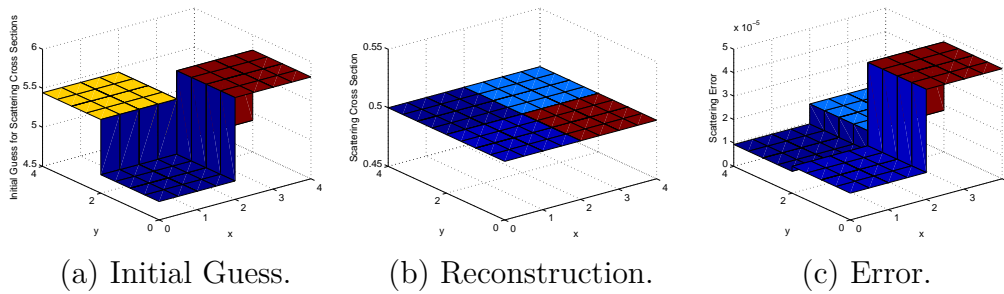 Initial Guess for Scattering Cross Sections
6
5.5
5
4.5
4
2
0
y
0
1
2
3
4
x
Scattering Cross Section
0.55
0.5
0.45
4
2
0
y
0
1
2
3
4
x
x 10⁻⁵
Scattering Error
5
4
3
2
1
0
4
2
0
y
0
1
2
3
4
x
(a) Initial Guess.
(b) Reconstruction.
(c) Error.